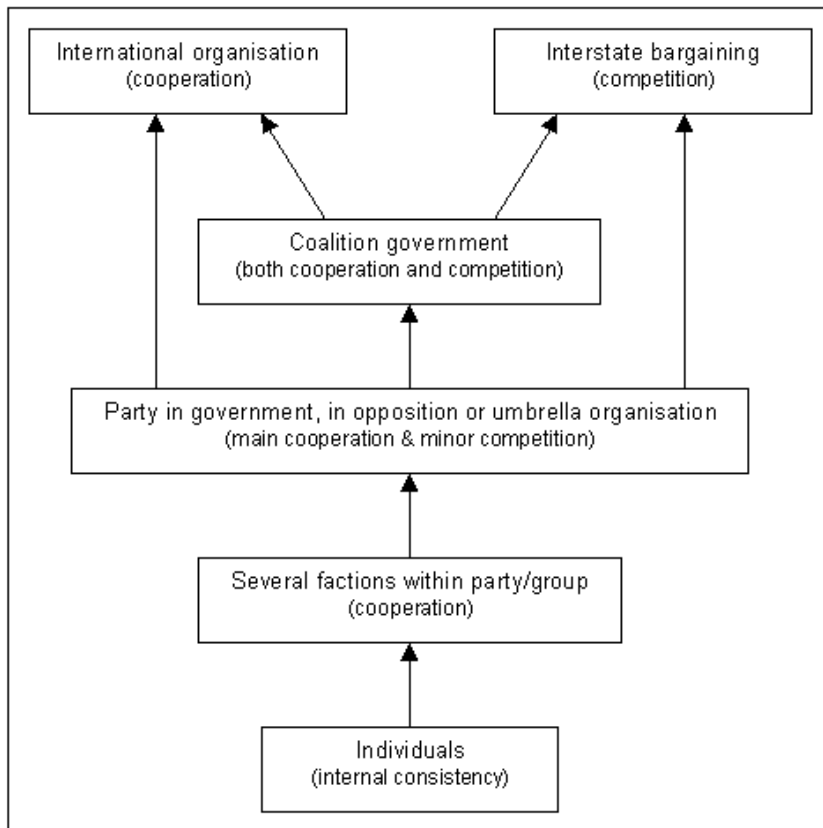 International organisation
(cooperation)
Interstate bargaining
(competition)
Coalition government
(both cooperation and competition)
Party in government, in opposition or umbrella organisation
(main cooperation & minor competition)
Several factions within party/group
(cooperation)
Individuals
(internal consistency)